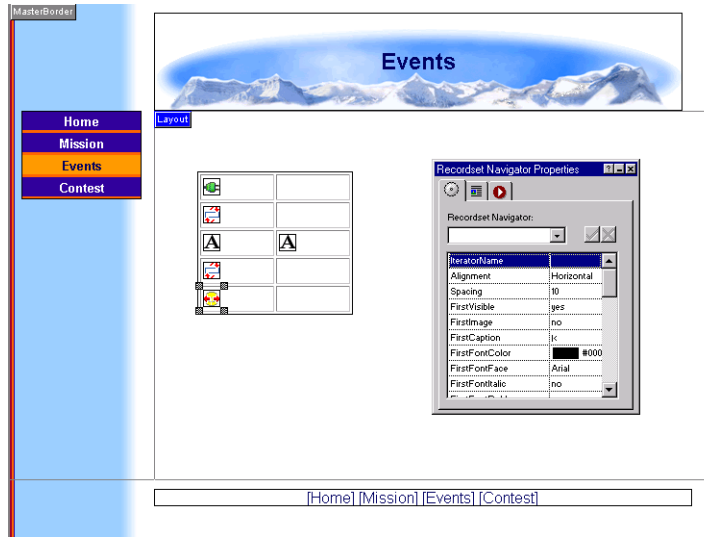 MasterBorder
Events
Home
Mission
Events
Contest
Layout
A A
Recordset Navigator Properties
Recordset Navigator:
IteratorName
Alignment Horizontal
Spacing 10
FirstVisible yes
FirstImage no
FirstCaption |<
FirstFontColor #000
FirstFontFace Arial
FirstFontItalic no
[Home] [Mission] [Events] [Contest]